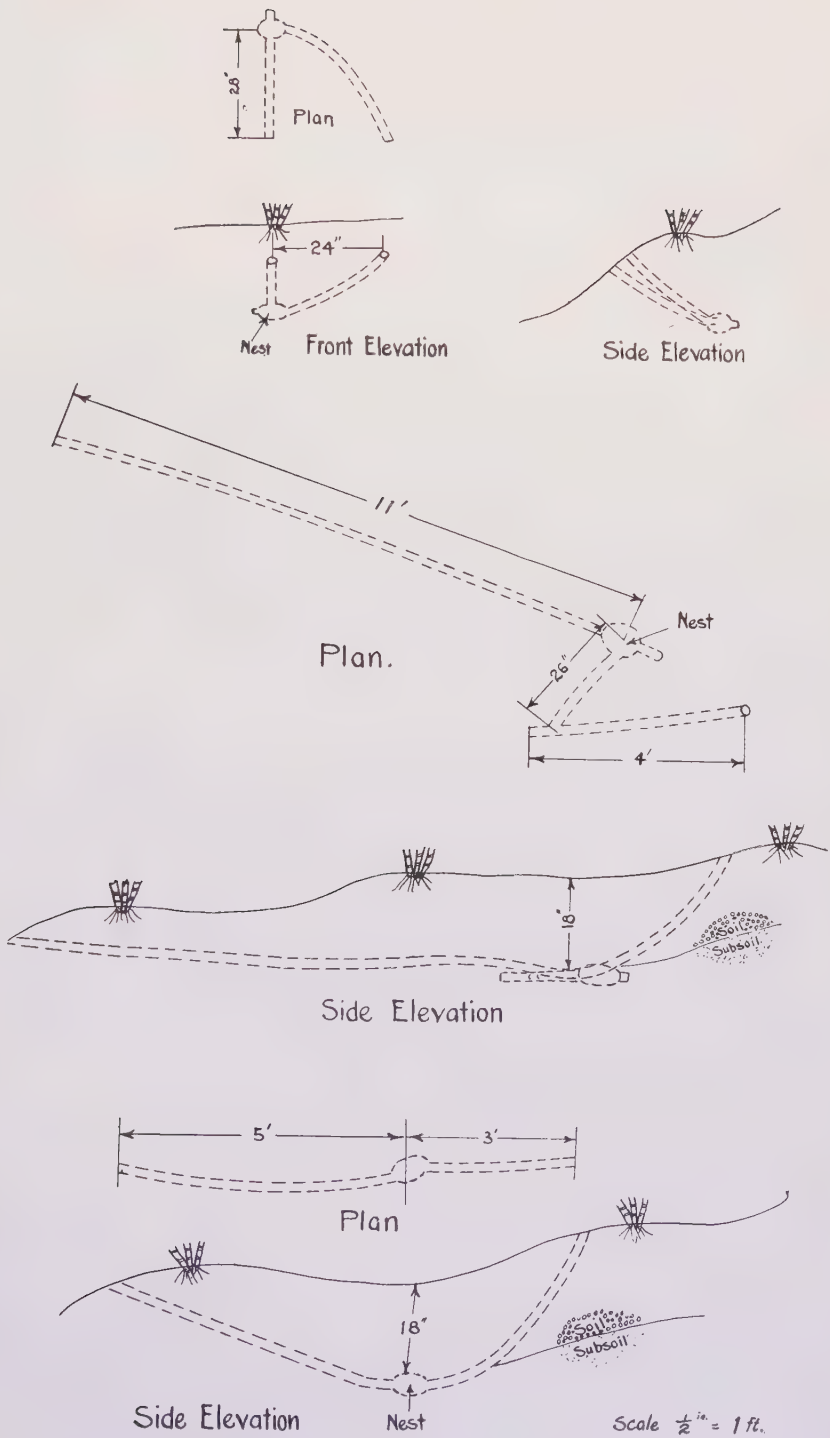 28"
Plan
24"
Nest
Front Elevation
Side Elevation
11'
Nest
Plan.
26"
4'
18"
Soil
Subsoil
Side Elevation
5'
3'
Plan
18"
Soil
Subsoil
Side Elevation
Nest
Scale 1/2 in. = 1 ft.